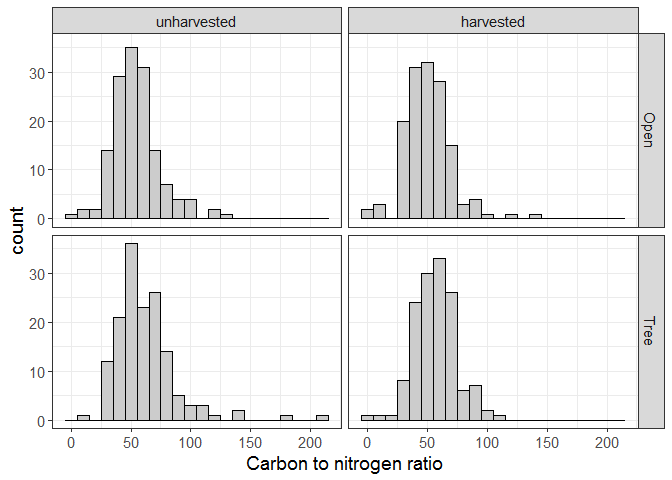 unharvested harvested
30
20
10
0
Open
count
30
20
10
0
Tree
0 50 100 150 200 0 50 100 150 200
Carbon to nitrogen ratio